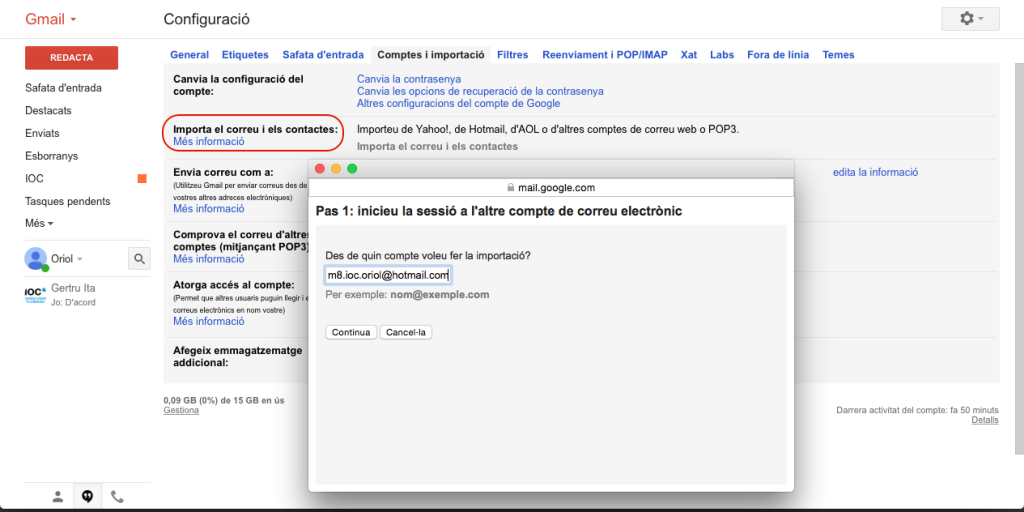 Gmail
Configuració
REDACTA
Safata d'entrada
Destacats
Enviats
Esborranys
IOC
Tasques pendents
Més
Oriol
ioc
Gertru Ita
Jo: D'acord
General Etiquetes Safata d'entrada Comptes i importació Filtres Reenviament i POP/IMAP Xat Labs Fora de línia Temes
Canvia la configuració del
compte:
Canvia la contrasenya
Canvia les opcions de recuperació de la contrasenya
Altres configuracions del compte de Google
Importa el correu i els contactes:
Més informació
Importeu de Yahoo!, de Hotmail, d'AOL o d'altres comptes de correu web o POP3.
Importa el correu i els contactes
Envia correu com a:
(Utilitzeu Gmail per enviar correus des de
vostres altres adreces electròniques)
Més informació
edita la informació
Comprova el correu d'altres
comptes (mitjançant POP3)
Més informació
Atorga accés al compte:
(Permet que altres usuaris puguin llegir i e
correus electrònics en nom vostre)
Més informació
Afegeix emmagatzematge
addicional:
mail.google.com
Pas 1: inicieu la sessió a l'altre compte de correu electrònic
Des de quin compte voleu fer la importació?
m8.ioc.oriol@hotmail.com
Per exemple: nom@exemple.com
Continua Cancel·la
0,09 GB (0%) de 15 GB en ús
Gestiona
Darrera activitat del compte: fa 50 minuts
Detalls